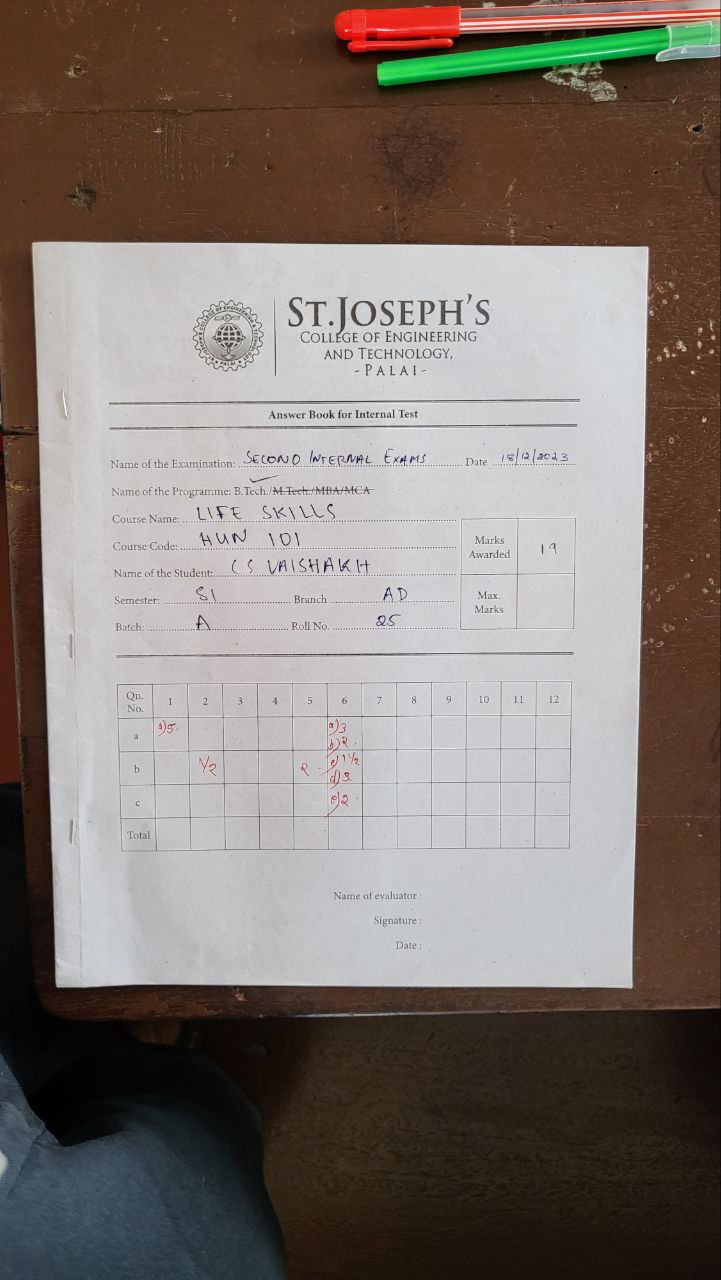 ST.JOSEPH'S
COLLEGE OF ENGINEERING
AND TECHNOLOGY,
- PALAI -
Answer Book for Internal Test
Name of the Examination: SECOND INTERNAL EXAMS Date 18/12/2023
Name of the Programme: B.Tech./M.Tech./MBA/MCA
Course Name: LIFE SKILLS
Course Code: HUN 101
Marks Awarded 19
Name of the Student: CS VAISHAKH
Semester: S1 Branch AD
Max. Marks
Batch: A Roll No. 25
Qn. No. 1 2 3 4 5 6 7 8 9 10 11 12
a a)5. a)3 b)2.
b 1/2 2. c)1 1/2 d)3.
c e)2.
Total
Name of evaluator :
Signature :
Date :